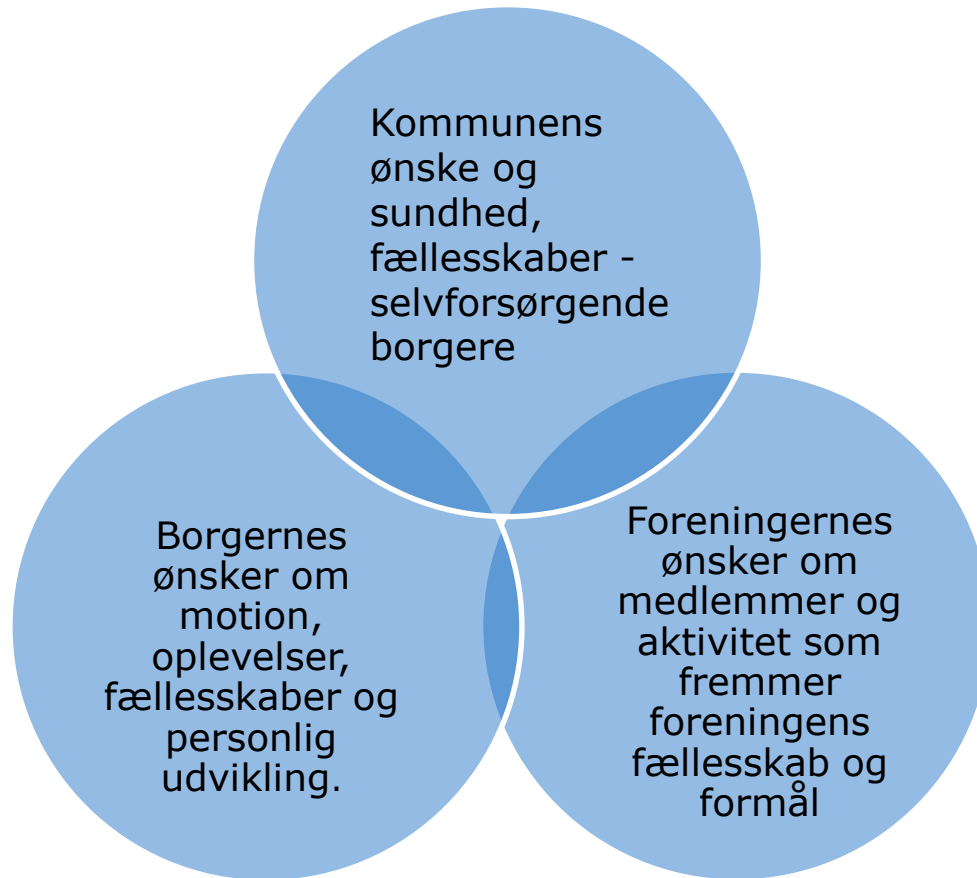 Kommunens
ønske og
sundhed,
fællesskaber -
selvforsørgende
borgere
Borgernes
ønsker om
motion,
oplevelser,
fællesskaber og
personlig
udvikling.
Foreningernes
ønsker om
medlemmer og
aktivitet som
fremmer
foreningens
fællesskab og
formål